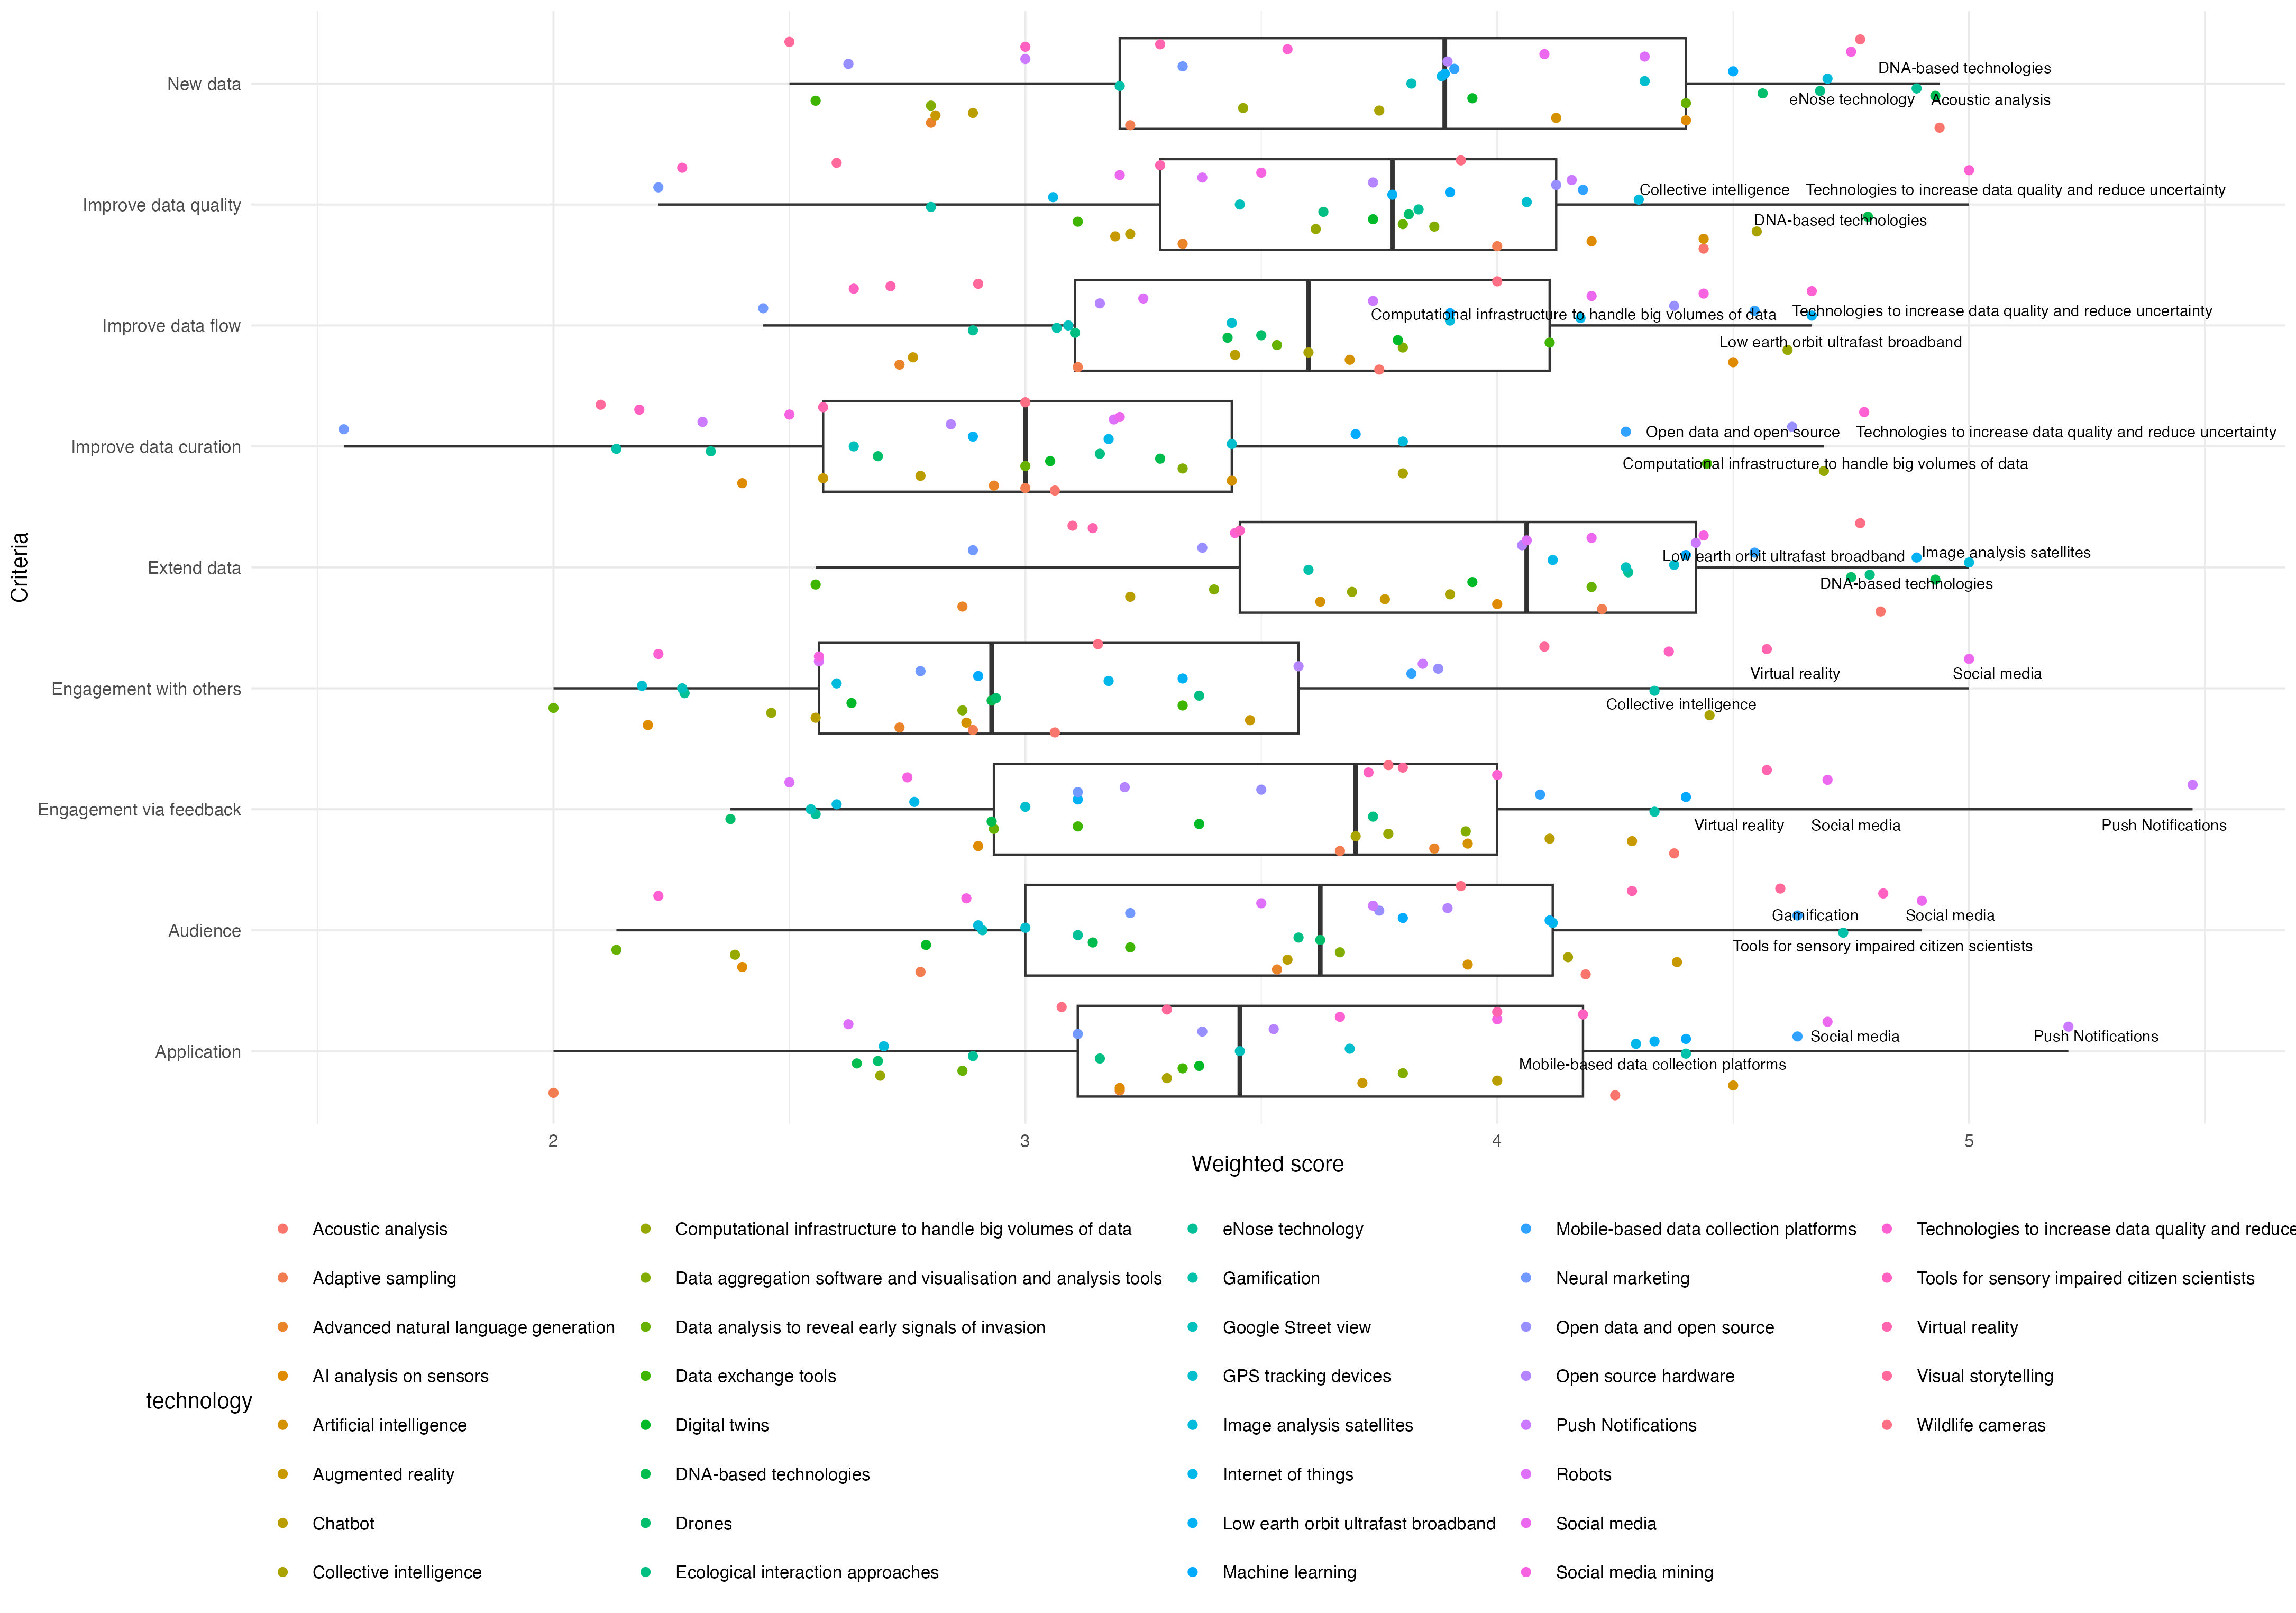 New data
DNA-based technologies
eNose technology
Acoustic analysis
Improve data quality
Collective intelligence
Technologies to increase data quality and reduce uncertainty
DNA-based technologies
Improve data flow
Computational infrastructure to handle big volumes of data
Technologies to increase data quality and reduce uncertainty
Low earth orbit ultrafast broadband
Improve data curation
Open data and open source
Technologies to increase data quality and reduce uncertainty
Computational infrastructure to handle big volumes of data
Criteria
Extend data
Low earth orbit ultrafast broadband
Image analysis satellites
DNA-based technologies
Engagement with others
Virtual reality
Social media
Collective intelligence
Engagement via feedback
Virtual reality
Social media
Push Notifications
Audience
Gamification
Social media
Tools for sensory impaired citizen scientists
Application
Social media
Push Notifications
Mobile-based data collection platforms
2
3
4
5
Weighted score
technology
Acoustic analysis
Adaptive sampling
Advanced natural language generation
AI analysis on sensors
Artificial intelligence
Augmented reality
Chatbot
Collective intelligence
Computational infrastructure to handle big volumes of data
Data aggregation software and visualisation and analysis tools
Data analysis to reveal early signals of invasion
Data exchange tools
Digital twins
DNA-based technologies
Drones
Ecological interaction approaches
eNose technology
Gamification
Google Street view
GPS tracking devices
Image analysis satellites
Internet of things
Low earth orbit ultrafast broadband
Machine learning
Mobile-based data collection platforms
Neural marketing
Open data and open source
Open source hardware
Push Notifications
Robots
Social media
Social media mining
Technologies to increase data quality and reduce
Tools for sensory impaired citizen scientists
Virtual reality
Visual storytelling
Wildlife cameras